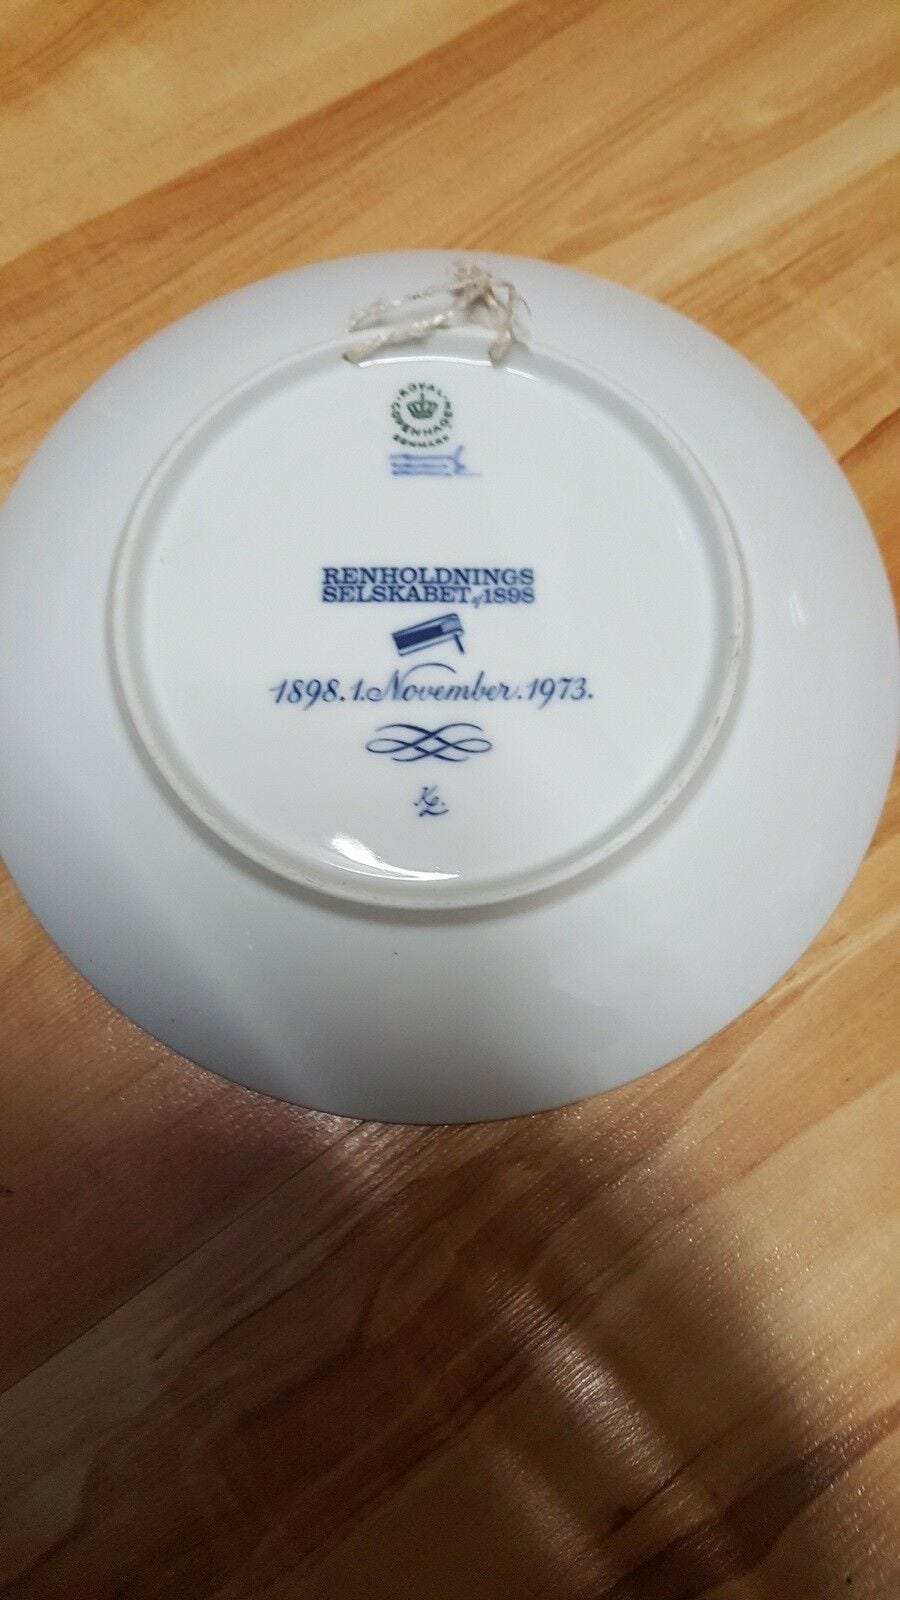 ROYAL COPENHAGEN
DENMARK
RENHOLDNINGS
SELSKABET af 1898
1898. 1. November. 1973.